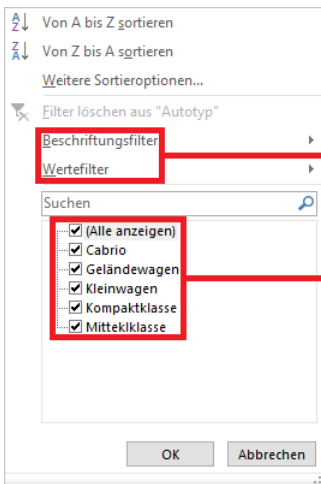 Von A bis Z sortieren
Von Z bis A sortieren
Weitere Sortieroptionen...
Filter löschen aus "Autotyp"
Beschriftungsfilter
Wertefilter
Suchen
(Alle anzeigen)
Cabrio
Geländewagen
Kleinwagen
Kompaktklasse
Mitteklklasse
OK Abbrechen